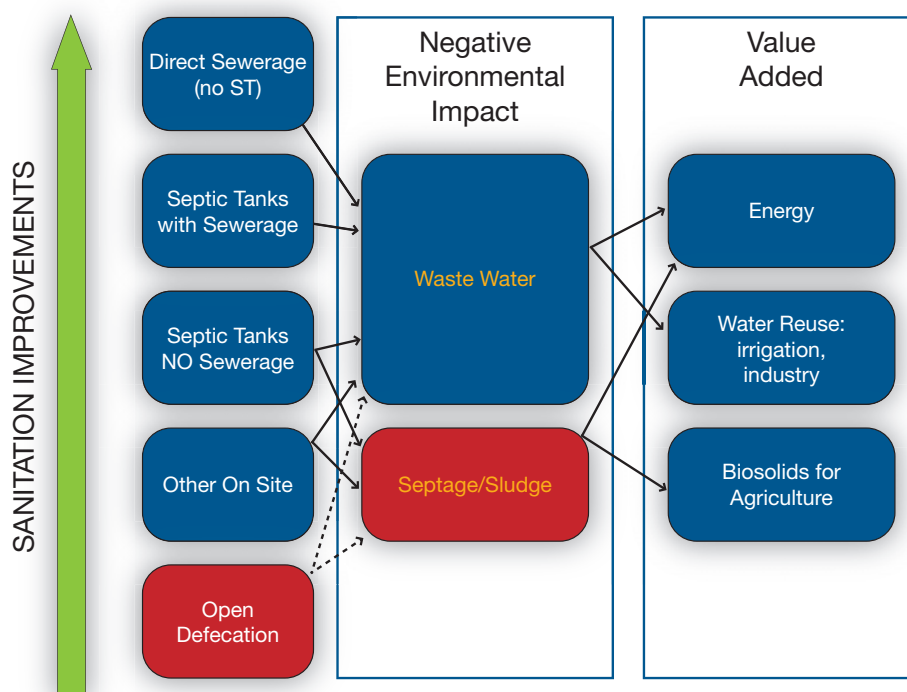 SANITATION IMPROVEMENTS
Direct Sewerage
(no ST)
Septic Tanks
with Sewerage
Septic Tanks
NO Sewerage
Other On Site
Open
Defecation
Negative
Environmental
Impact
Waste Water
Septage/Sludge
Value
Added
Energy
Water Reuse:
irrigation,
industry
Biosolids for
Agriculture